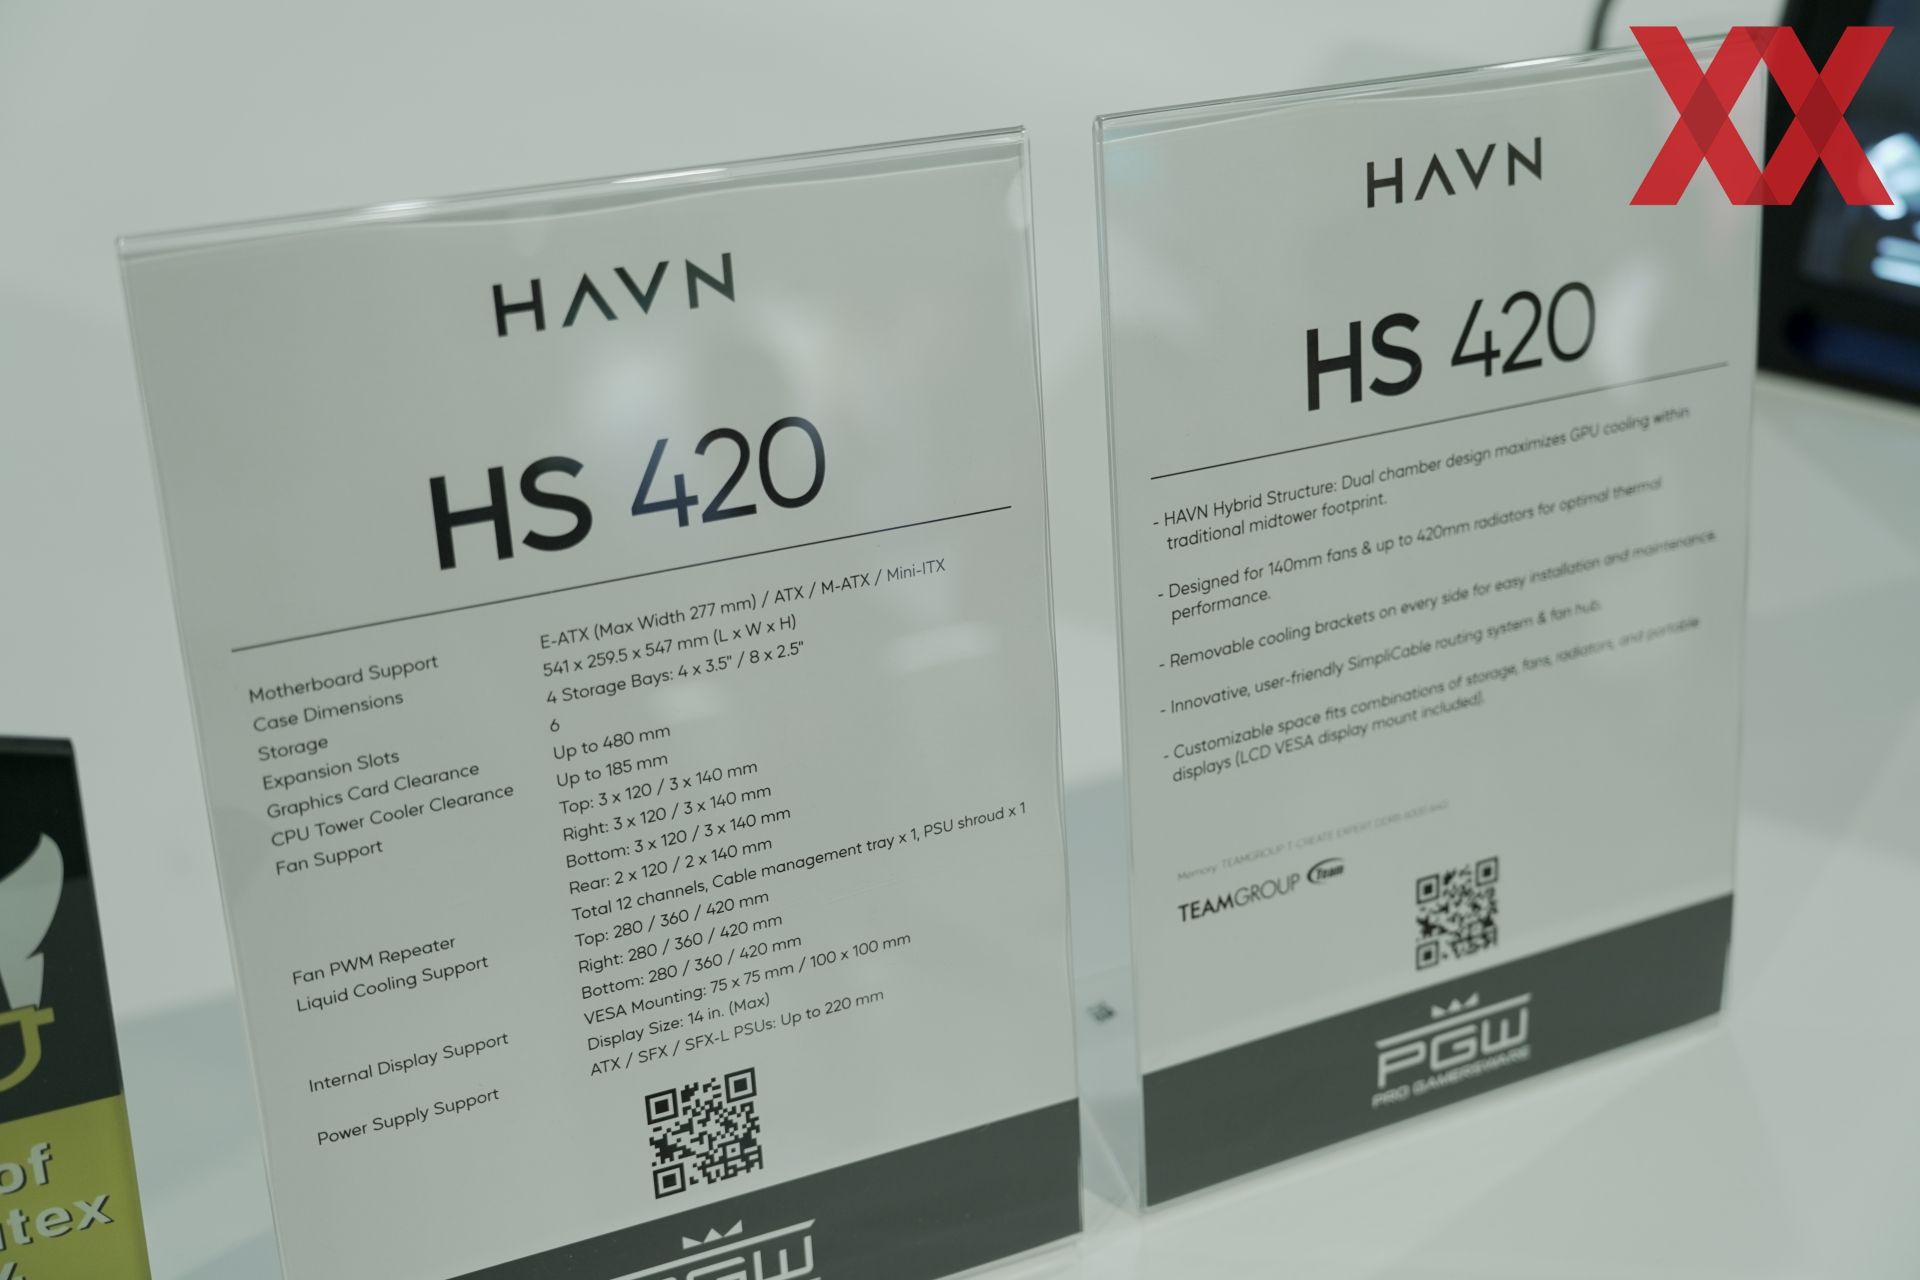 HAVN
HS 420
Motherboard Support E-ATX (Max Width 277 mm) / ATX / M-ATX / Mini-ITX
Case Dimensions 541 x 259.5 x 547 mm (L x W x H)
Storage 4 Storage Bays: 4 x 3.5" / 8 x 2.5"
Expansion Slots 6
Graphics Card Clearance Up to 480 mm
CPU Tower Cooler Clearance Up to 185 mm
Fan Support Top: 3 x 120 / 3 x 140 mm
Right: 3 x 120 / 3 x 140 mm
Bottom: 3 x 120 / 3 x 140 mm
Rear: 2 x 120 / 2 x 140 mm
Fan PWM Repeater Total 12 channels, Cable management tray x 1, PSU shroud x 1
Liquid Cooling Support Top: 280 / 360 / 420 mm
Right: 280 / 360 / 420 mm
Bottom: 280 / 360 / 420 mm
Internal Display Support VESA Mounting: 75 x 75 mm / 100 x 100 mm
Display Size: 14 in. (Max)
Power Supply Support ATX / SFX / SFX-L PSUs: Up to 220 mm
PGW
HAVN
HS 420
- HAVN Hybrid Structure: Dual chamber design maximizes GPU cooling within
traditional midtower footprint.
- Designed for 140mm fans & up to 420mm radiators for optimal thermal
performance.
- Removable cooling brackets on every side for easy installation and maintenance.
- Innovative, user-friendly SimpliCable routing system & fan hub.
- Customizable space fits combinations of storage, fans, radiators, and portable
displays (LCD VESA display mount included).
Memory: TEAMGROUP T-CREATE EXPERT
TEAMGROUP Team
PGW
PRO GAMERSWARE
of
tex
XX